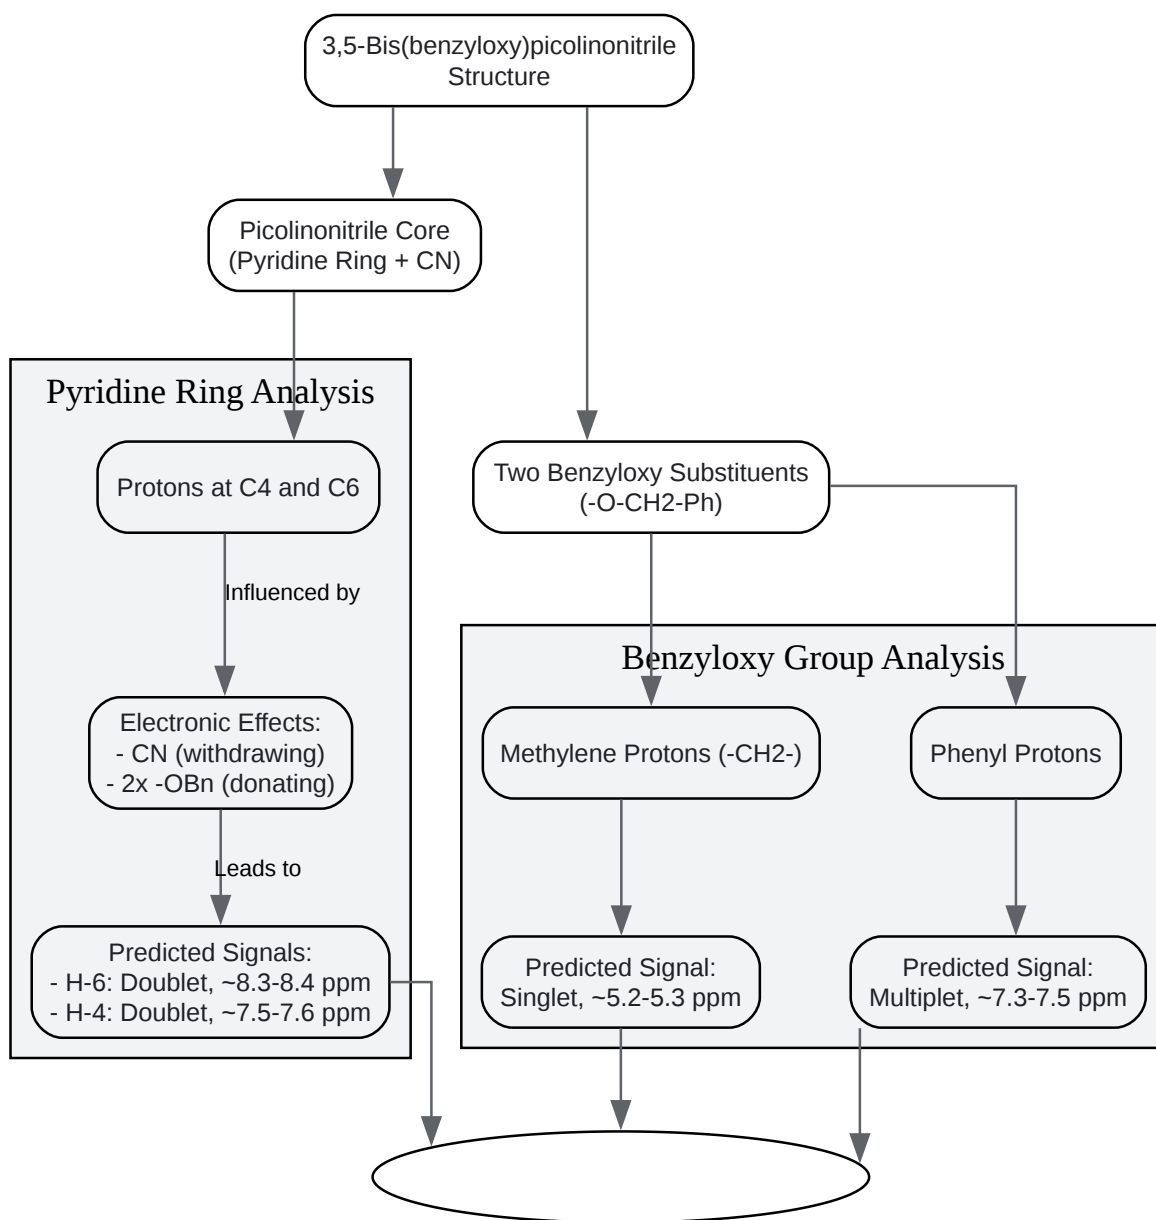 3,5-Bis(benzyloxy)picolinonitrile
Structure
Picolinonitrile Core
(Pyridine Ring + CN)
Pyridine Ring Analysis
Protons at C4 and C6
Influenced by
Electronic Effects:
- CN (withdrawing)
- 2x -OBn (donating)
Leads to
Predicted Signals:
- H-6: Doublet, ~8.3-8.4 ppm
- H-4: Doublet, ~7.5-7.6 ppm
Two Benzyloxy Substituents
(-O-CH2-Ph)
Benzyloxy Group Analysis
Methylene Protons (-CH2-)
Phenyl Protons
Predicted Signal:
Singlet, ~5.2-5.3 ppm
Predicted Signal:
Multiplet, ~7.3-7.5 ppm